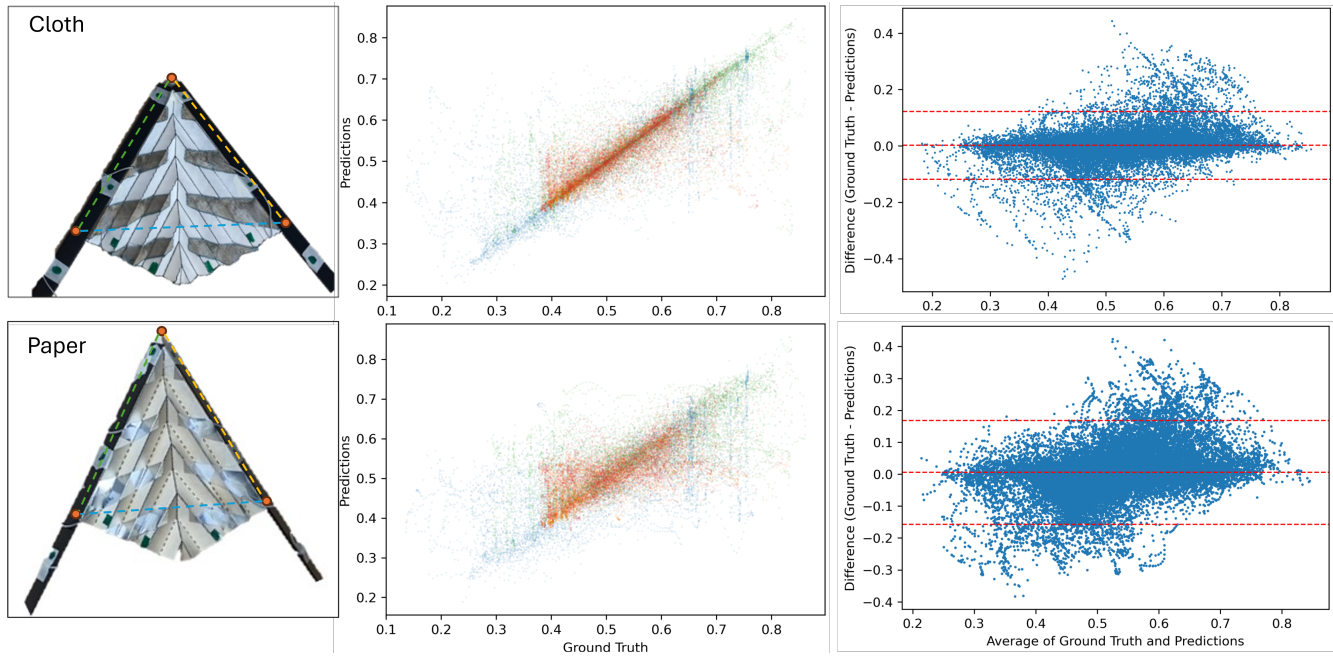 Cloth
Predictions
0.8
0.7
0.6
0.5
0.4
0.3
0.2
0.1 0.2 0.3 0.4 0.5 0.6 0.7 0.8
Difference (Ground Truth - Predictions)
0.4
0.2
0.0
−0.2
−0.4
0.2 0.3 0.4 0.5 0.6 0.7 0.8
Paper
Predictions
0.8
0.7
0.6
0.5
0.4
0.3
0.2
0.1 0.2 0.3 0.4 0.5 0.6 0.7 0.8
Ground Truth
Difference (Ground Truth - Predictions)
0.4
0.3
0.2
0.1
0.0
−0.1
−0.2
−0.3
−0.4
0.2 0.3 0.4 0.5 0.6 0.7 0.8
Average of Ground Truth and Predictions